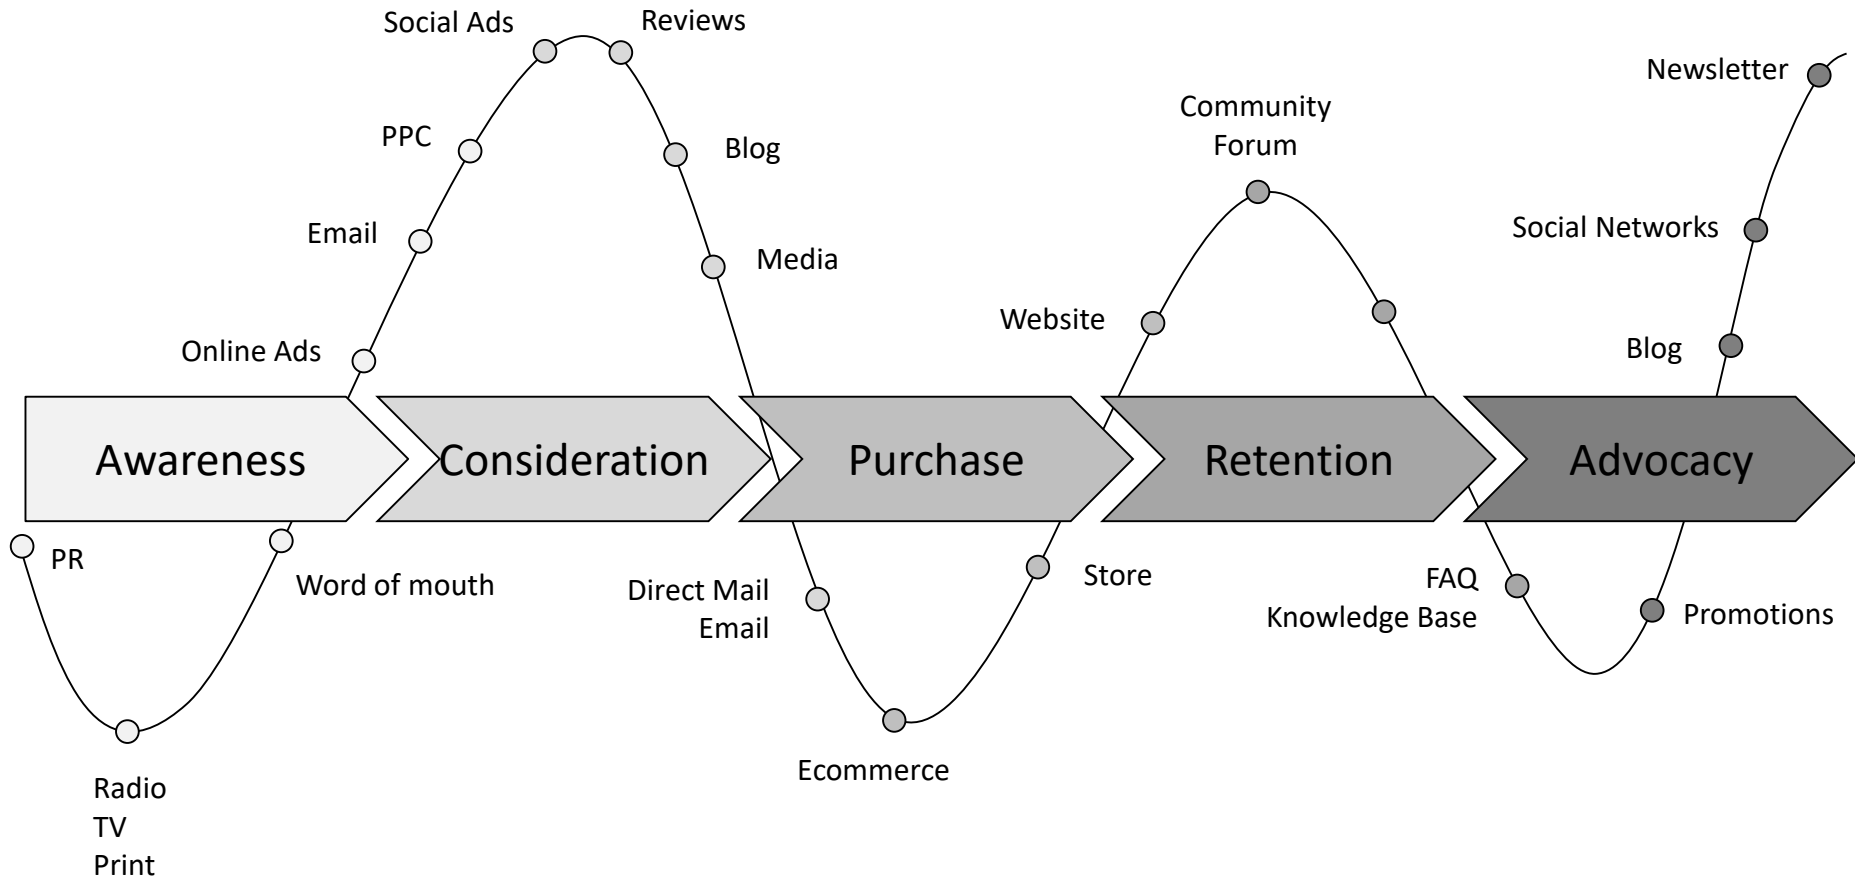 Social Ads
Reviews
Newsletter
Community
Forum
PPC
Blog
Email
Social Networks
Media
Website
Online Ads
Blog
Awareness
Consideration
Purchase
Retention
Advocacy
PR
Word of mouth
Direct Mail
Email
Store
FAQ
Knowledge Base
Promotions
Ecommerce
Radio
TV
Print